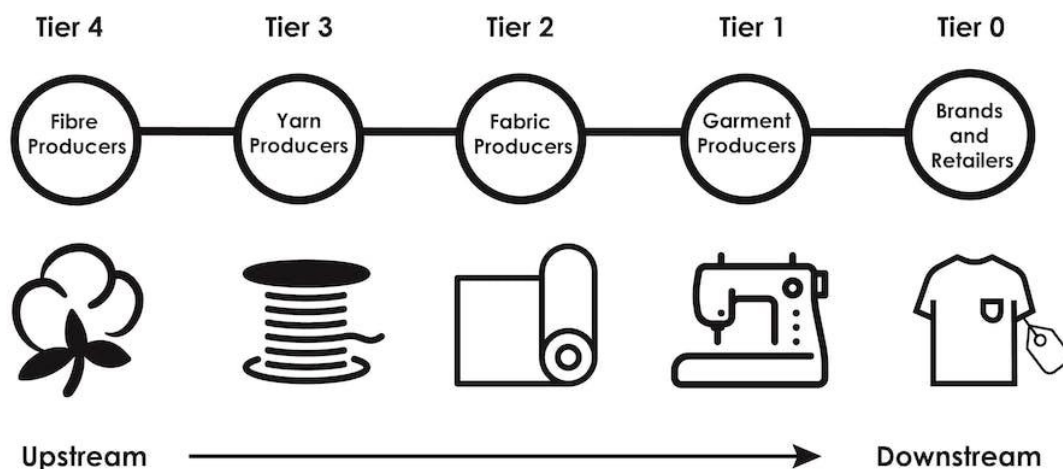 Tier 4
Tier 3
Tier 2
Tier 1
Tier 0
Fibre
Producers
Yarn
Producers
Fabric
Producers
Garment
Producers
Brands
and
Retailers
Upstream
Downstream